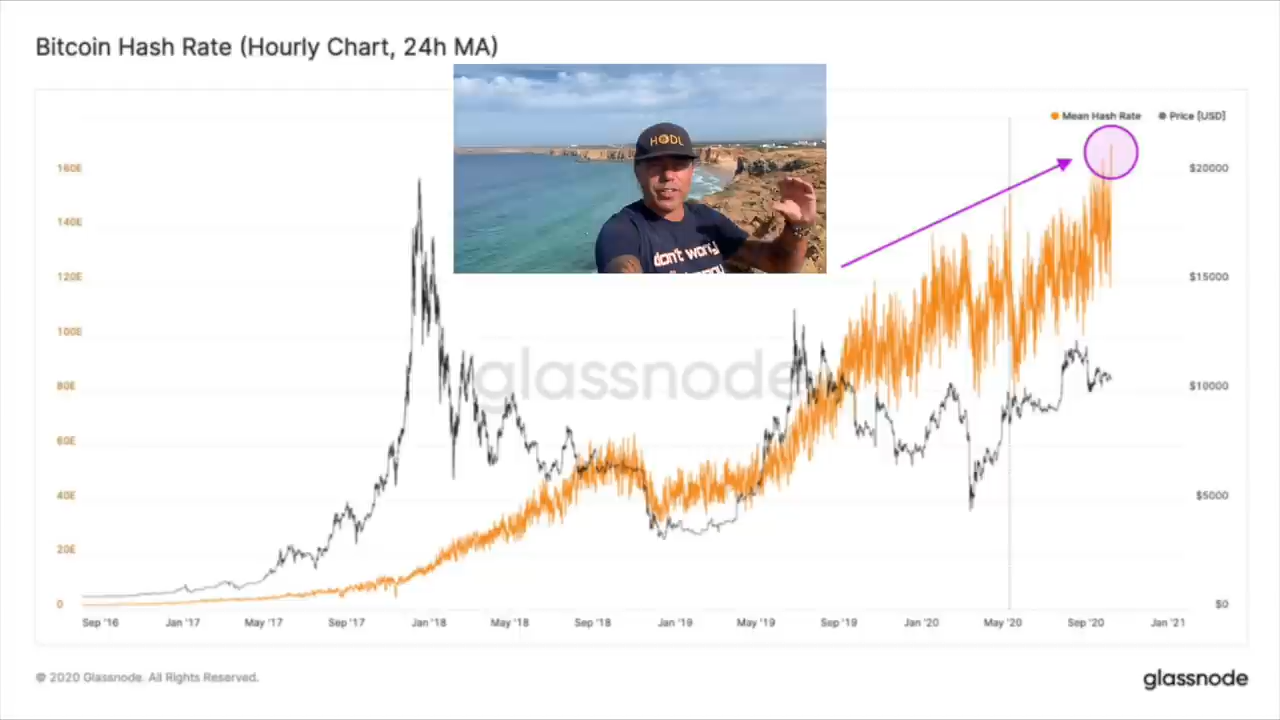 Bitcoin Hash Rate (Hourly Chart, 24h MA)
Mean Hash Rate
Price [USD]
HODL
don't worry
160E
140E
120E
100E
80E
60E
40E
20E
0
$20000
$15000
$10000
$5000
$0
glassnode
Sep '16
Jan '17
May '17
Sep '17
Jan '18
May '18
Sep '18
Jan '19
May '19
Sep '19
Jan '20
May '20
Sep '20
Jan '21
© 2020 Glassnode. All Rights Reserved.
glassnode